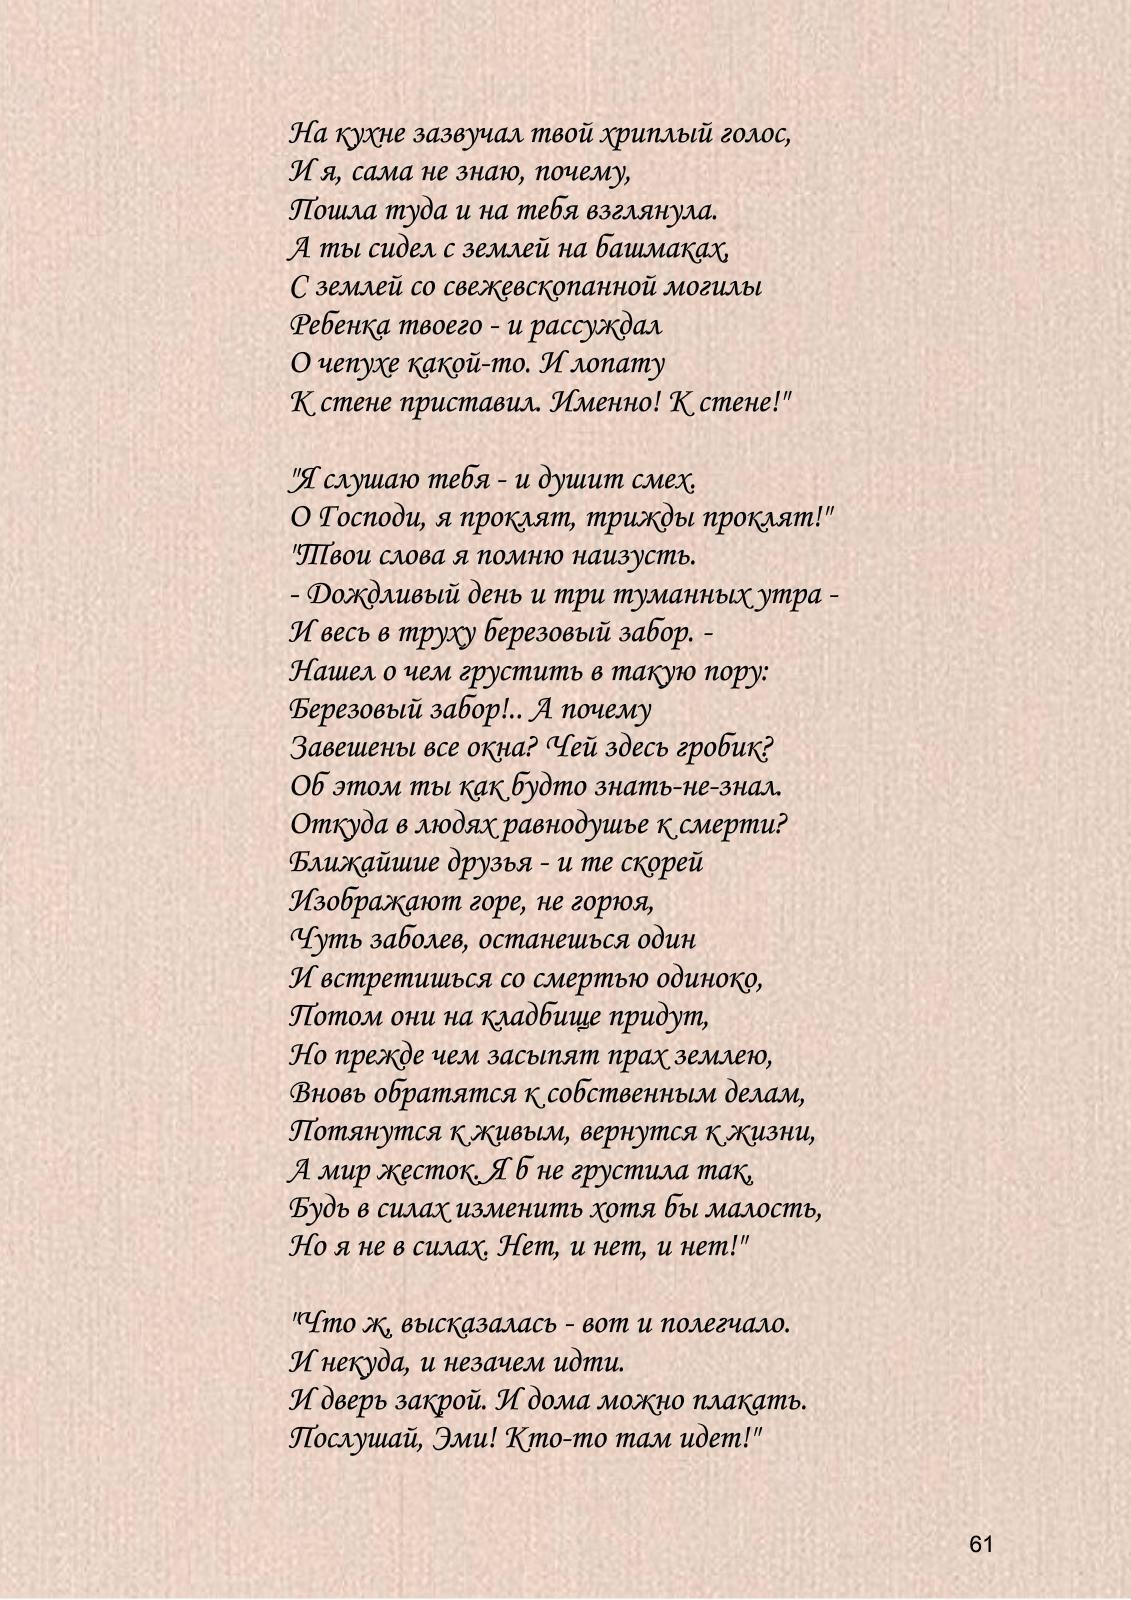 На кухне зазвучал твой хриплый голос,
И я, сама не знаю, почему,
Пошла туда и на тебя взглянула.
А ты сидел с землей на башмаках,
С землей со свежевскопанной могилы
Ребенка твоего - и рассуждал
О чепухе какой-то. И лопату
К стене приставил. Именно! К стене!"
"Я слушаю тебя - и душит смех.
О Господи, я проклят, трижды проклят!"
"Твои слова я помню наизусть.
- Дождливый день и три туманных утра -
И весь в труху березовый забор. -
Нашел о чем грустить в такую пору:
Березовый забор!.. А почему
Завешены все окна? Чей здесь гробик?
Об этом ты как будто знать-не-знал.
Откуда в людях равнодушье к смерти?
Ближайшие друзья - и те скорей
Изображают горе, не горюя,
Чуть заболев, останешься один
И встретишься со смертью одиноко,
Потом они на кладбище придут,
Но прежде чем засыпят прах землею,
Вновь обратятся к собственным делам,
Потянутся к живым, вернутся к жизни,
А мир жесток. Я б не грустила так,
Будь в силах изменить хотя бы малость,
Но я не в силах. Нет, и нет, и нет!"
"Что ж, высказалась - вот и полегчало.
И некуда, и незачем идти.
И дверь закрой. И дома можно плакать.
Послушай, Эми! Кто-то там идет!"
61